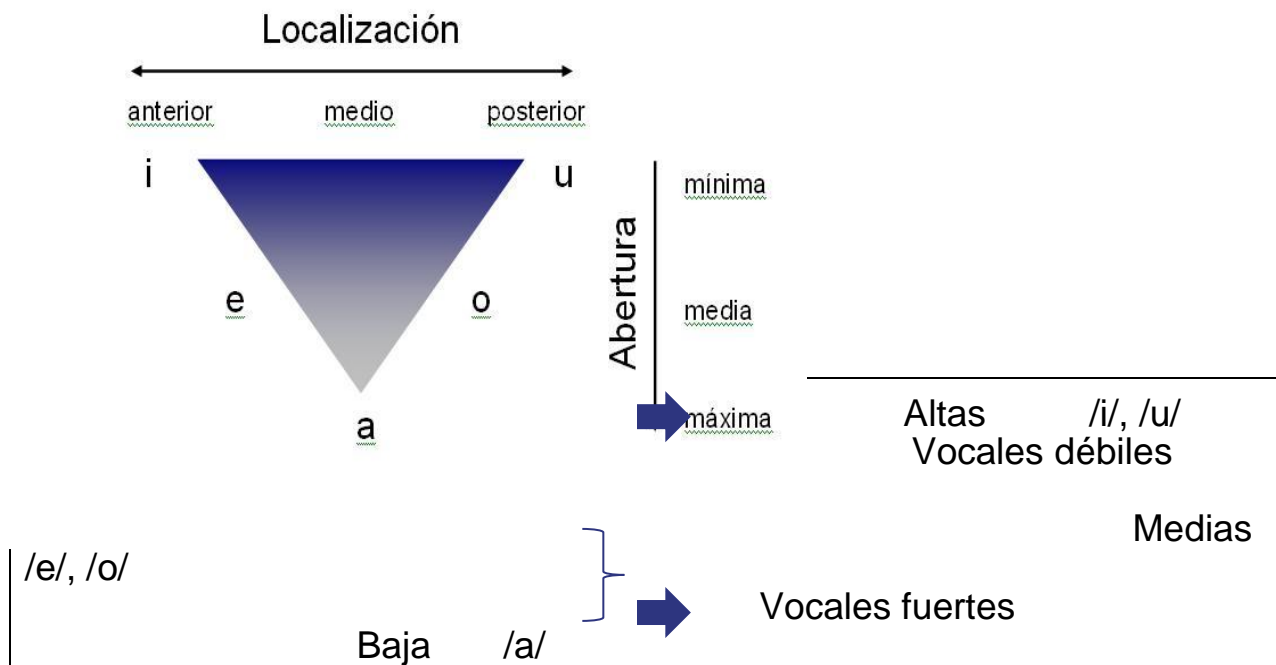 Localización
anterior medio posterior
i u
mínima
e o
media
Abertura
a
máxima
Altas /i/, /u/
Vocales débiles
Medias
/e/, /o/
Vocales fuertes
Baja /a/